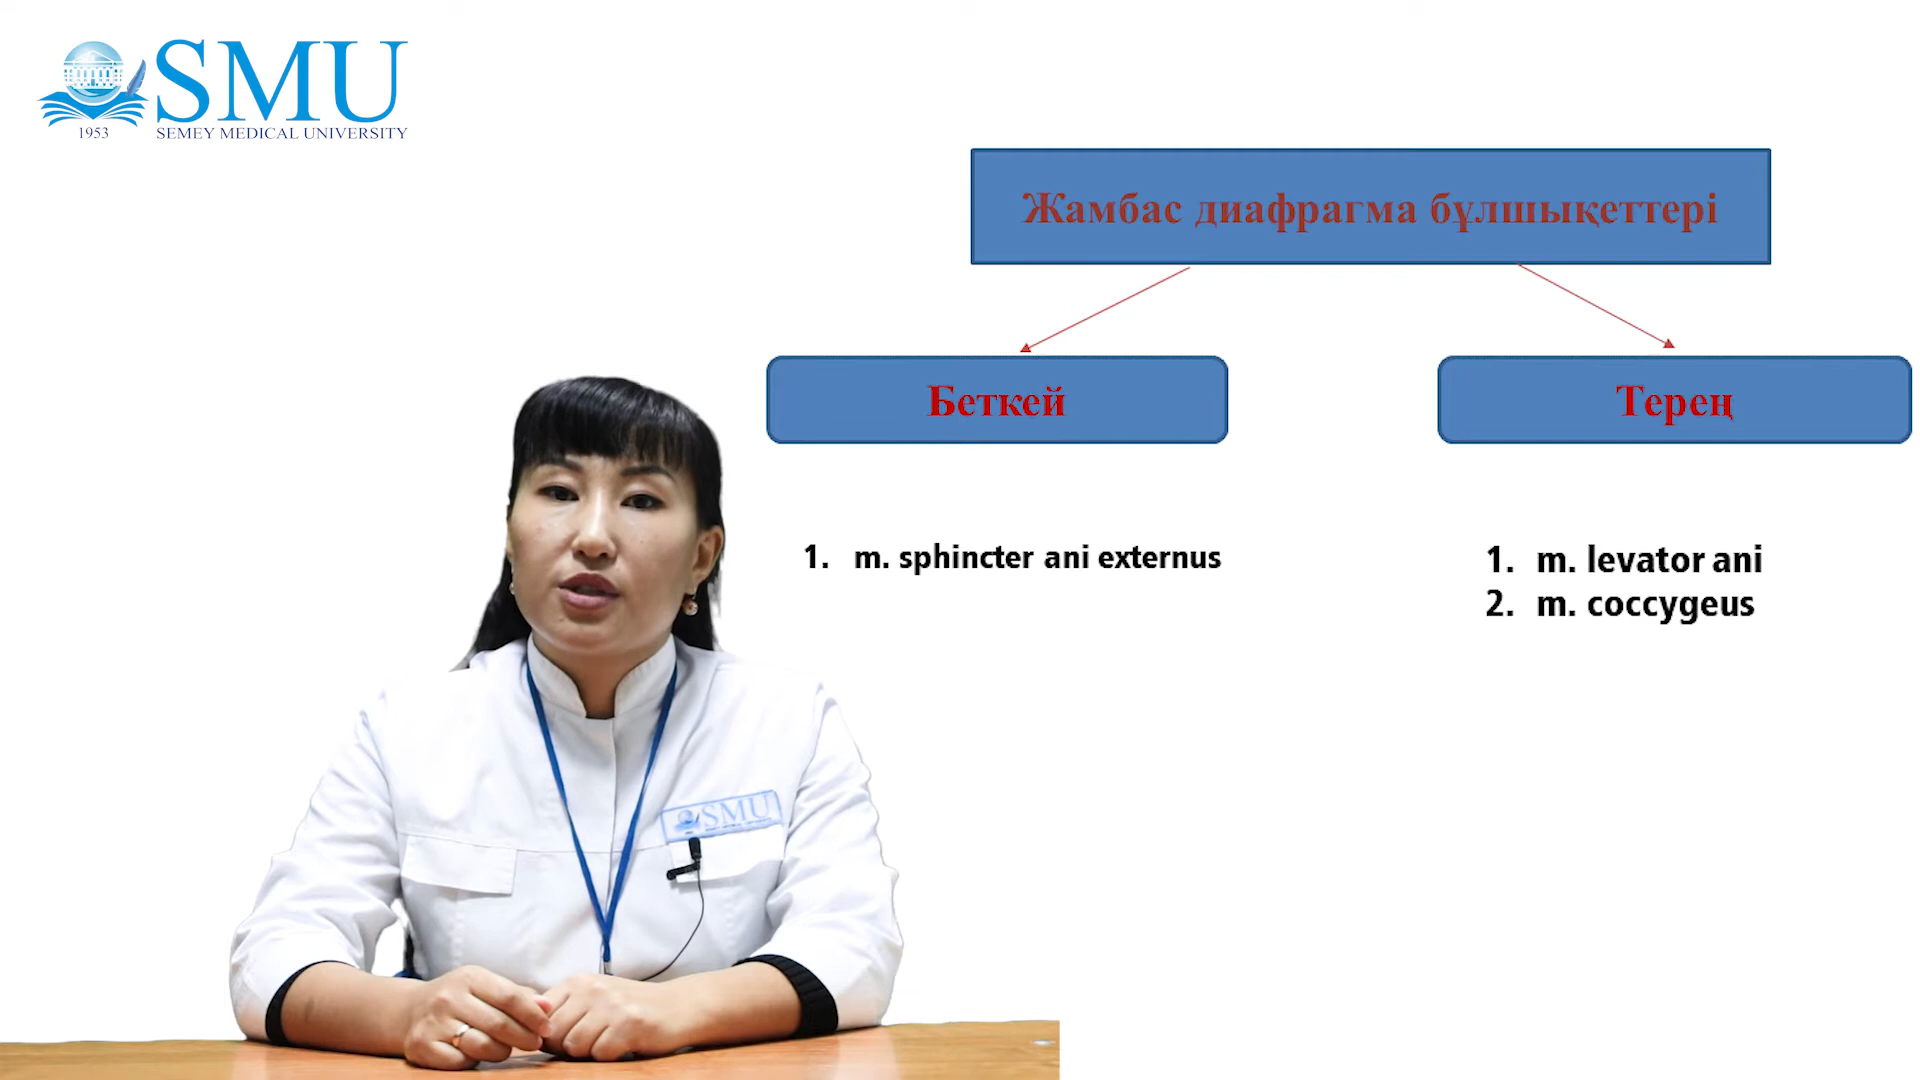 SMU
1953
SEMEY MEDICAL UNIVERSITY
Жамбас диафрагма бұлшықеттері
Беткей
Терең
1. m. sphincter ani externus
1. m. levator ani
2. m. coccygeus
SMU